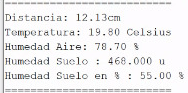 ==========================
Distancia: 12.13cm
Temperatura: 19.80 Celsius
Humedad Aire: 78.70 %
Humedad Suelo : 468.000 u
Humedad Suelo en % : 55.00 %
==========================